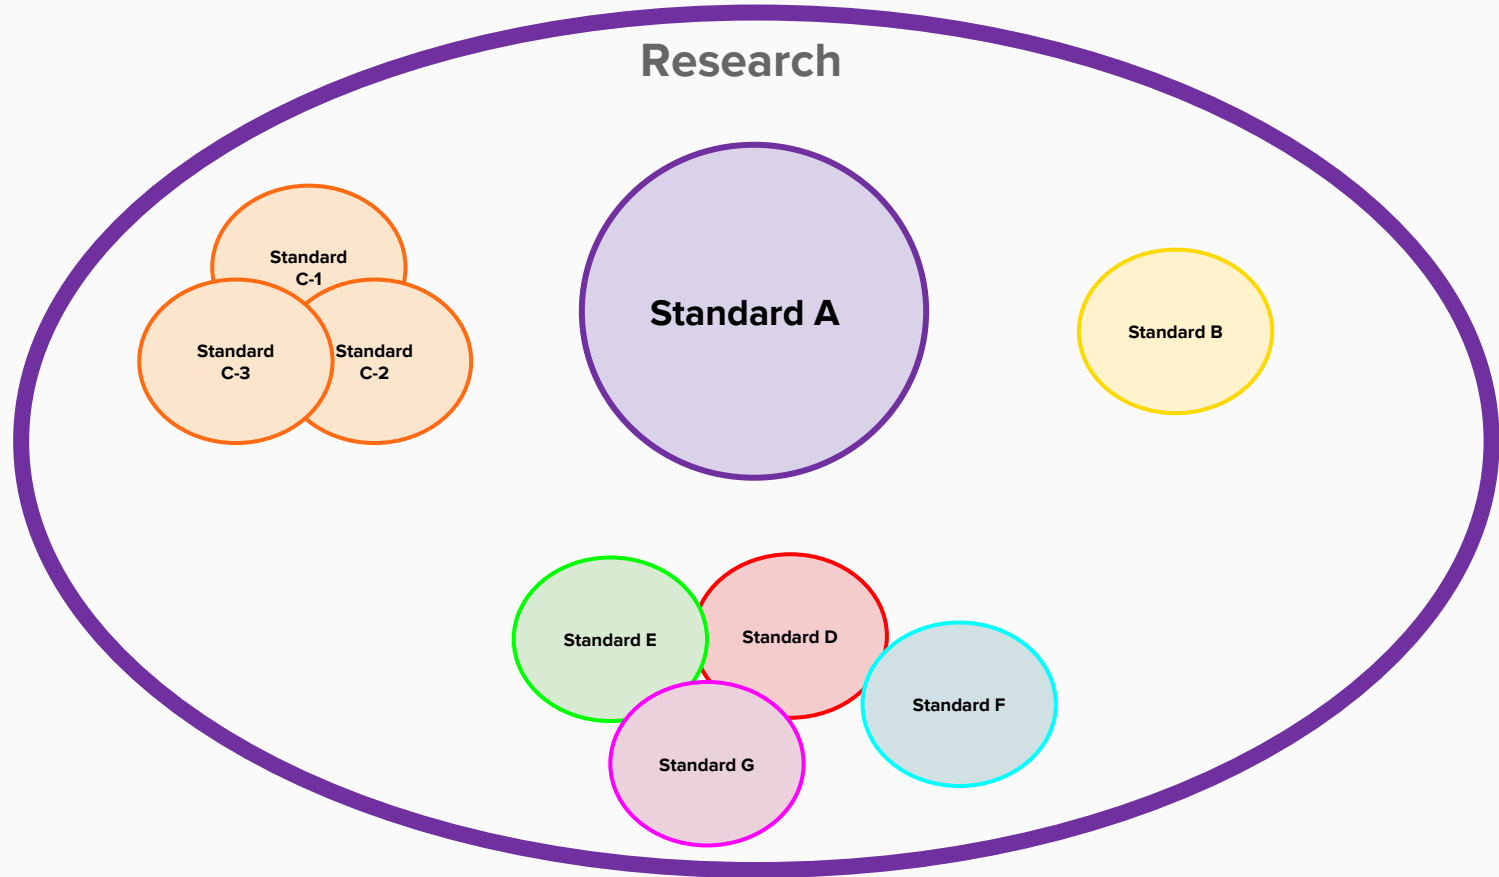 Research
Standard
C-1
Standard A
Standard B
Standard
C-3
Standard
C-2
Standard E
Standard D
Standard F
Standard G